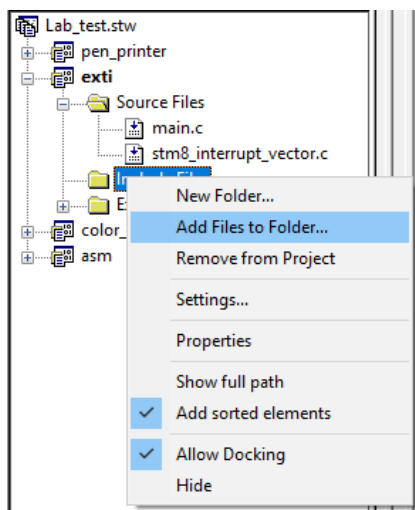 Lab_test.stw
pen_printer
exti
Source Files
main.c
stm8_interrupt_vector.c
E
color_
asm
New Folder...
Add Files to Folder...
Remove from Project
Settings...
Properties
Show full path
Add sorted elements
Allow Docking
Hide